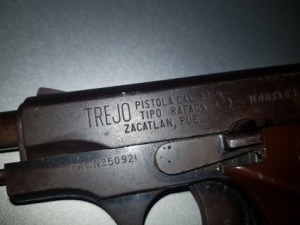 TREJO PISTOLA CAL.
TIPO RAFAGA
ZACATLAN, PUE.
PAT. Nº 50921